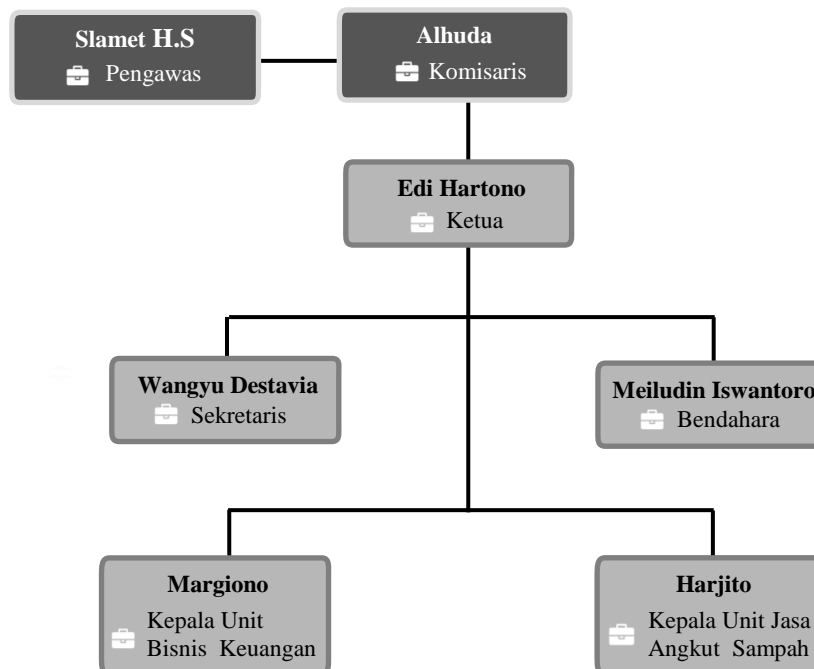 Slamet H.S
Pengawas
Alhuda
Komisaris
Edi Hartono
Ketua
Wangyu Destavia
Sekretaris
Meiludin Iswantoro
Bendahara
Margiono
Kepala Unit
Bisnis Keuangan
Harjito
Kepala Unit Jasa
Angkut Sampah